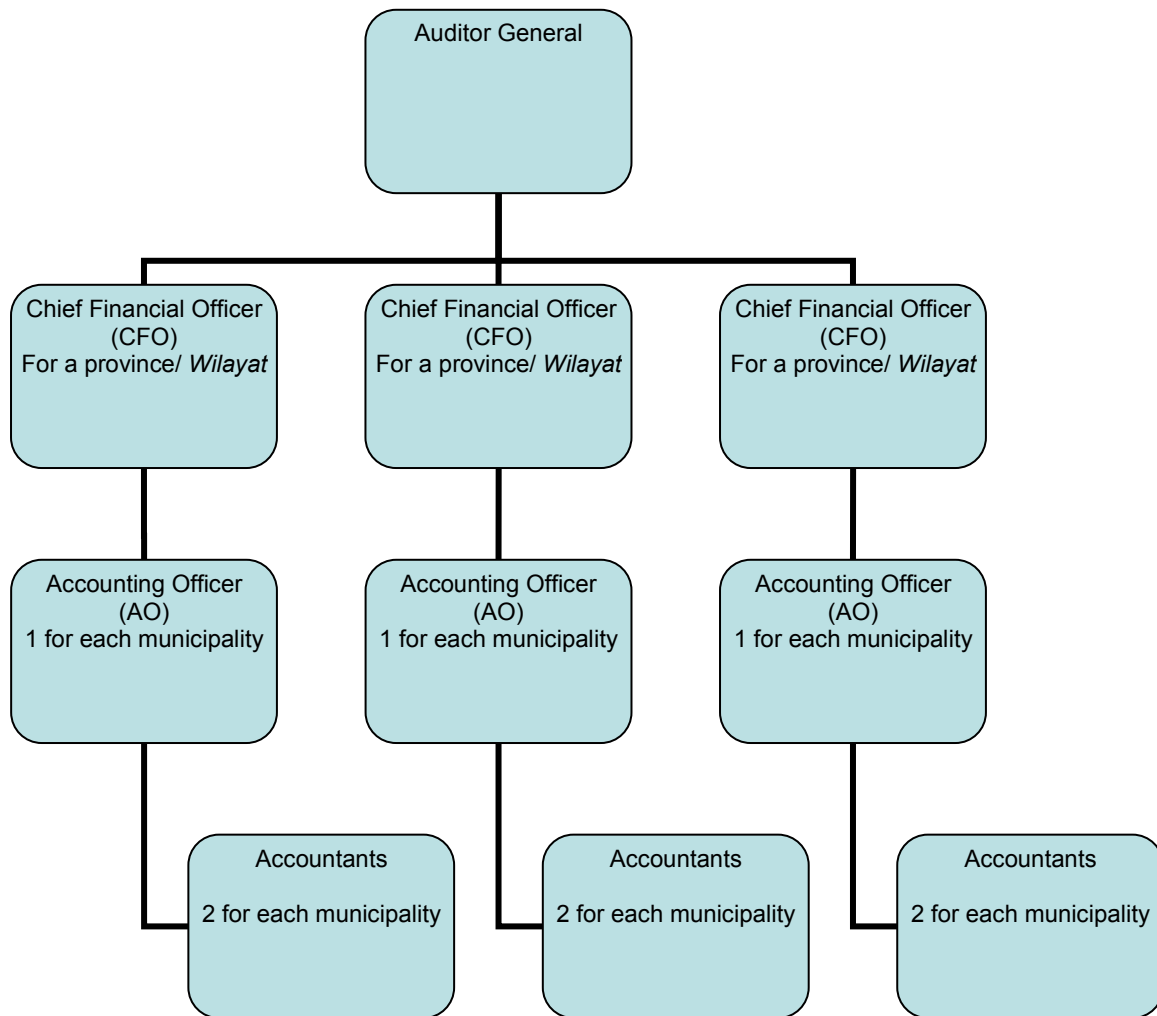 Auditor General
Chief Financial Officer
(CFO)
For a province/ Wilayat
Chief Financial Officer
(CFO)
For a province/ Wilayat
Chief Financial Officer
(CFO)
For a province/ Wilayat
Accounting Officer
(AO)
1 for each municipality
Accounting Officer
(AO)
1 for each municipality
Accounting Officer
(AO)
1 for each municipality
Accountants
2 for each municipality
Accountants
2 for each municipality
Accountants
2 for each municipality